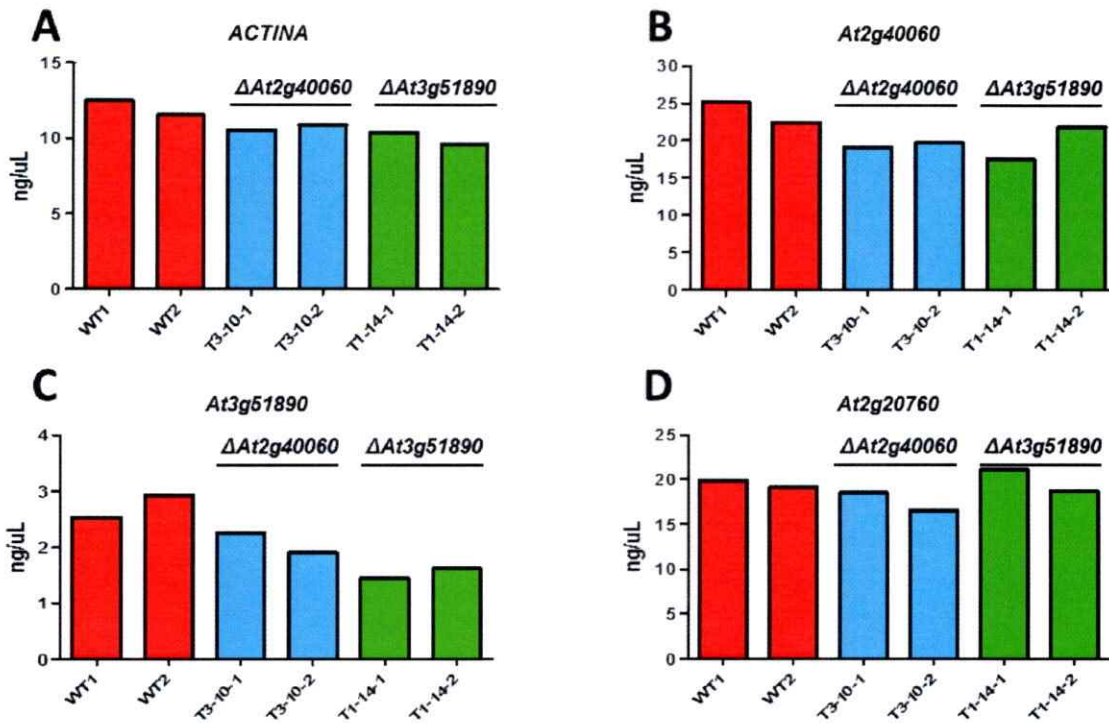 A
ACTINA
ΔAt2g40060 ΔAt3g51890
15
10
5
0
ng/uL
WT1 WT2 T3-10-1 T3-10-2 T1-14-1 T1-14-2
B
At2g40060
ΔAt2g40060 ΔAt3g51890
30
25
20
15
10
5
0
ng/uL
WT1 WT2 T3-10-1 T3-10-2 T1-14-1 T1-14-2
C
At3g51890
ΔAt2g40060 ΔAt3g51890
4
3
2
1
0
ng/uL
WT1 WT2 T3-10-1 T3-10-2 T1-14-1 T1-14-2
D
At2g20760
ΔAt2g40060 ΔAt3g51890
25
20
15
10
5
0
ng/uL
WT1 WT2 T3-10-1 T3-10-2 T1-14-1 T1-14-2